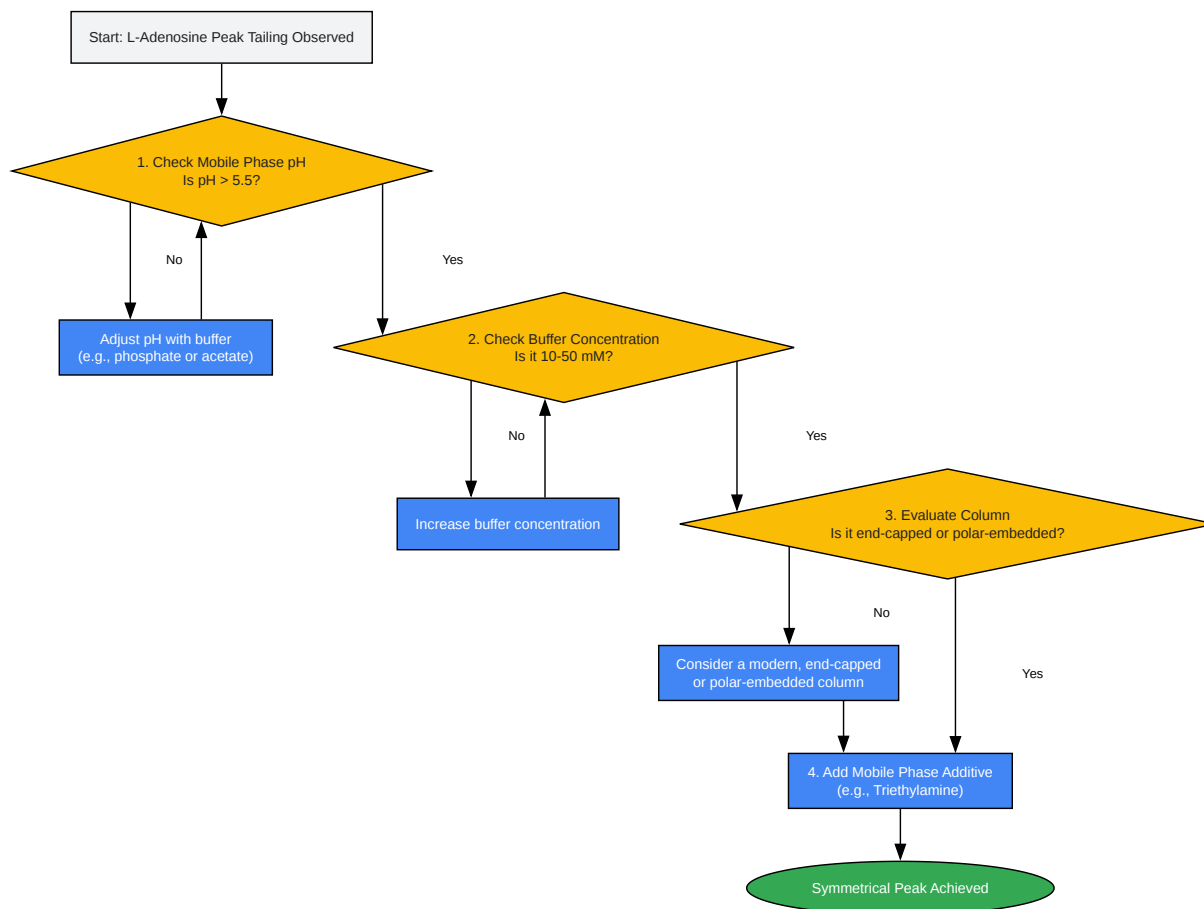 Start: L-Adenosine Peak Tailing Observed
1. Check Mobile Phase pH
Is pH > 5.5?
No
Yes
Adjust pH with buffer
(e.g., phosphate or acetate)
2. Check Buffer Concentration
Is it 10-50 mM?
No
Yes
Increase buffer concentration
3. Evaluate Column
Is it end-capped or polar-embedded?
No
Yes
Consider a modern, end-capped
or polar-embedded column
4. Add Mobile Phase Additive
(e.g., Triethylamine)
Symmetrical Peak Achieved